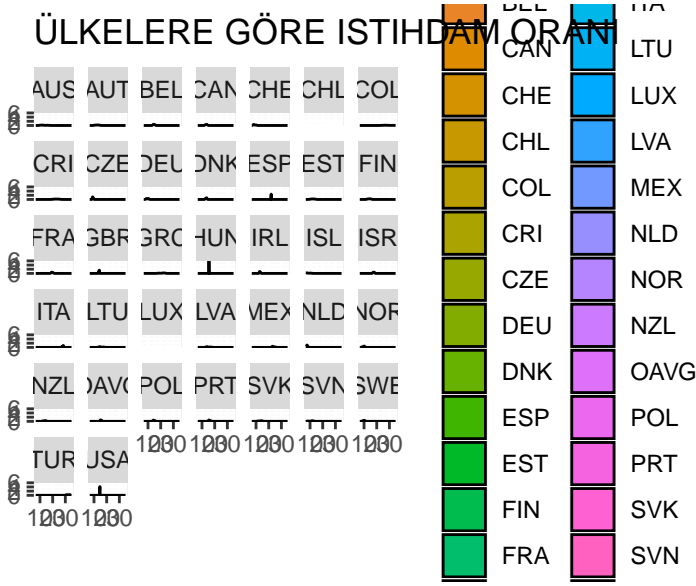 ÜLKELERE GÖRE ISTIHDAM ORANI
AUS AUT BEL CAN CHE CHL COL
CRI CZE DEU DNK ESP EST FIN
FRA GBR GRC HUN IRL ISL ISR
ITA LTU LUX LVA MEX NLD NOR
NZL OAVG POL PRT SVK SVN SWE
TUR USA
BEL ITA
CAN LTU
CHE LUX
CHL LVA
COL MEX
CRI NLD
CZE NOR
DEU NZL
DNK OAVG
ESP POL
EST PRT
FIN SVK
FRA SVN